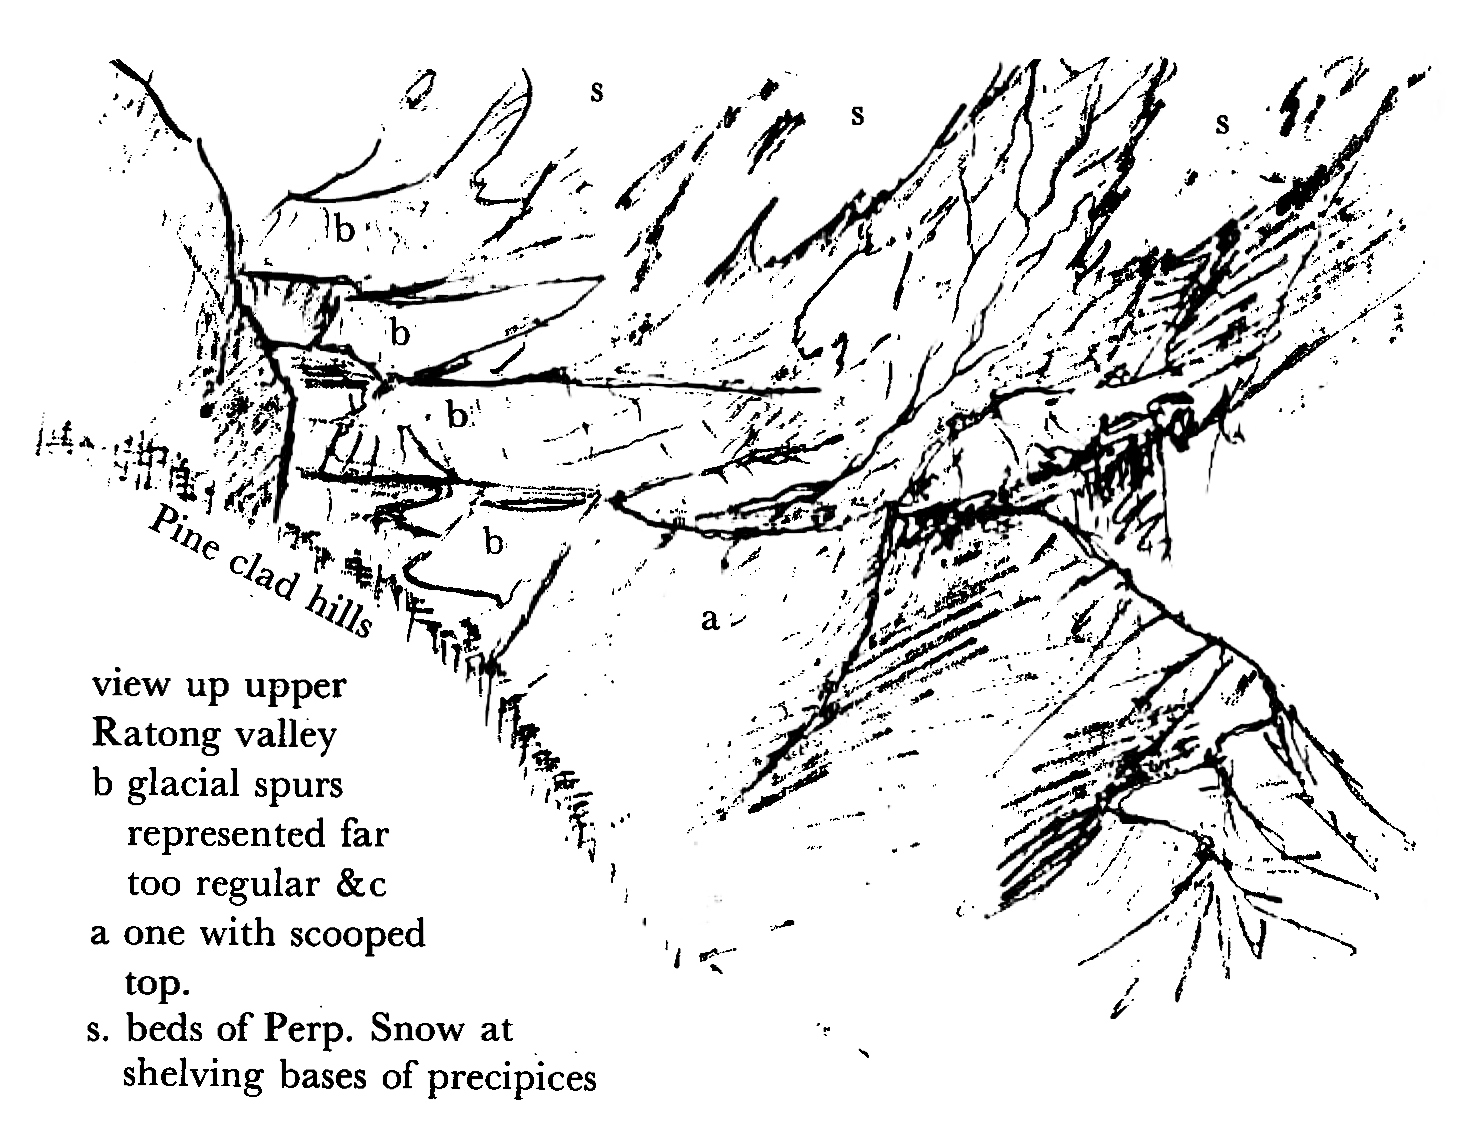 s
s
s
b
b
b
b
a
Pine clad hills
view up upper
Ratong valley
b glacial spurs
represented far
too regular &c
a one with scooped
top.
s. beds of Perp. Snow at
shelving bases of precipices